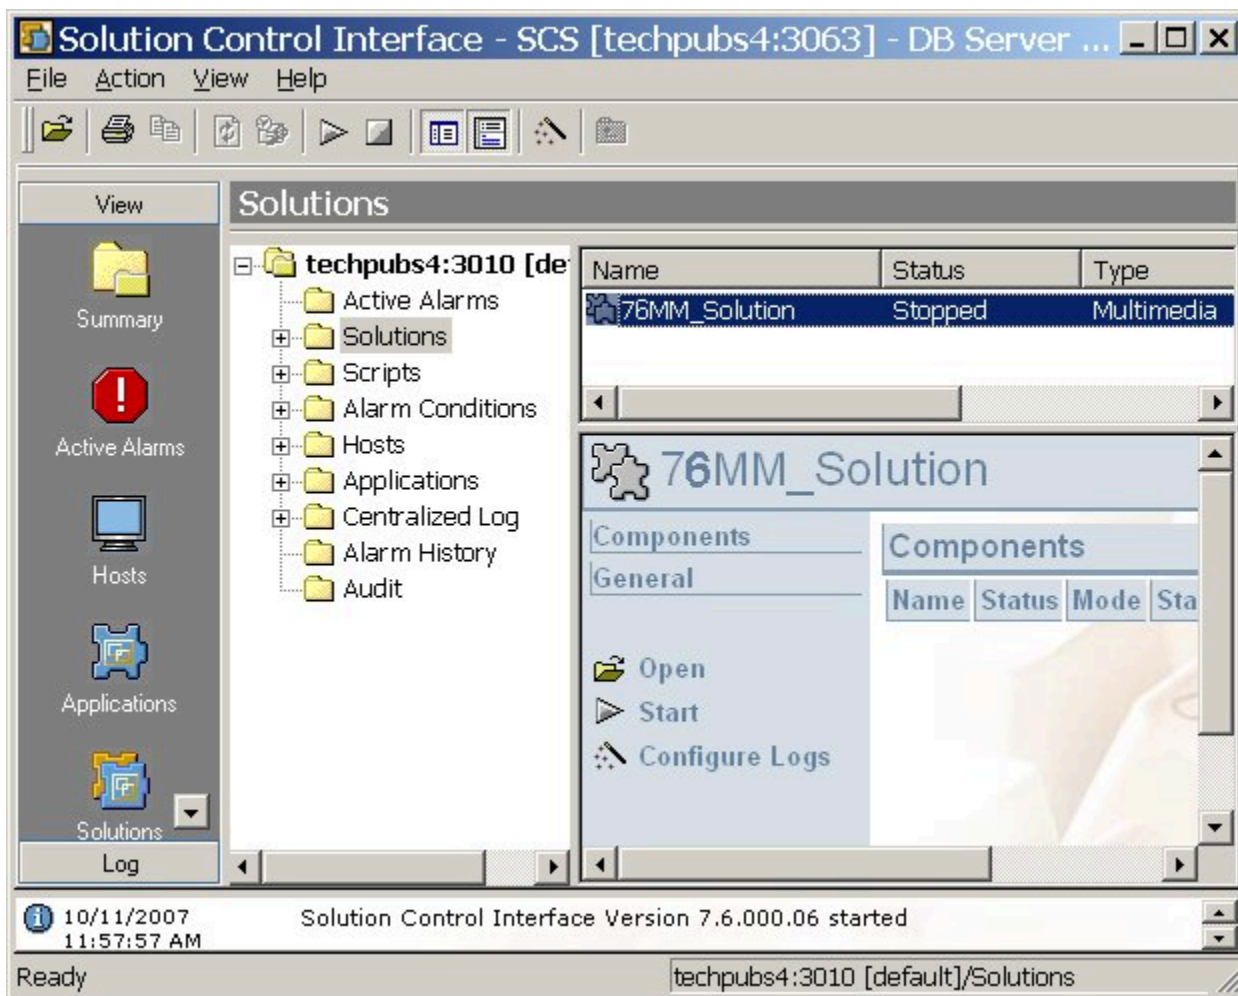 Solution Control Interface - SCS [techpubs4:3063] - DB Server ...
File Action View Help
View
Summary
Active Alarms
Hosts
Applications
Solutions
Log
Solutions
techpubs4:3010 [de
Active Alarms
Solutions
Scripts
Alarm Conditions
Hosts
Applications
Centralized Log
Alarm History
Audit
Name Status Type
76MM_Solution Stopped Multimedia
76MM_Solution
Components
General
Open
Start
Configure Logs
Components
Name Status Mode Sta
10/11/2007 Solution Control Interface Version 7.6.000.06 started
11:57:57 AM
Ready techpubs4:3010 [default]/Solutions